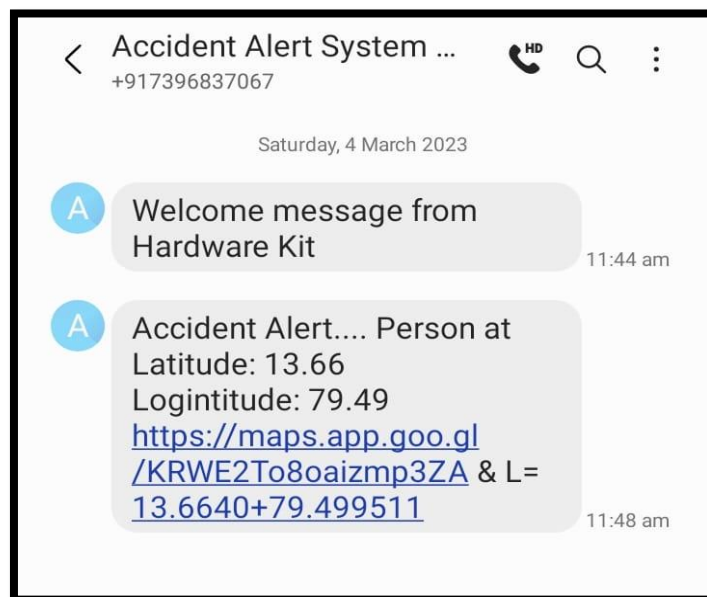 Accident Alert System ...
HD
+917396837067
Saturday, 4 March 2023
A
Welcome message from
Hardware Kit
11:44 am
A
Accident Alert.... Person at
Latitude: 13.66
Logintitude: 79.49
https://maps.app.goo.gl
/KRWE2To8oaizmp3ZA & L=
13.6640+79.499511
11:48 am